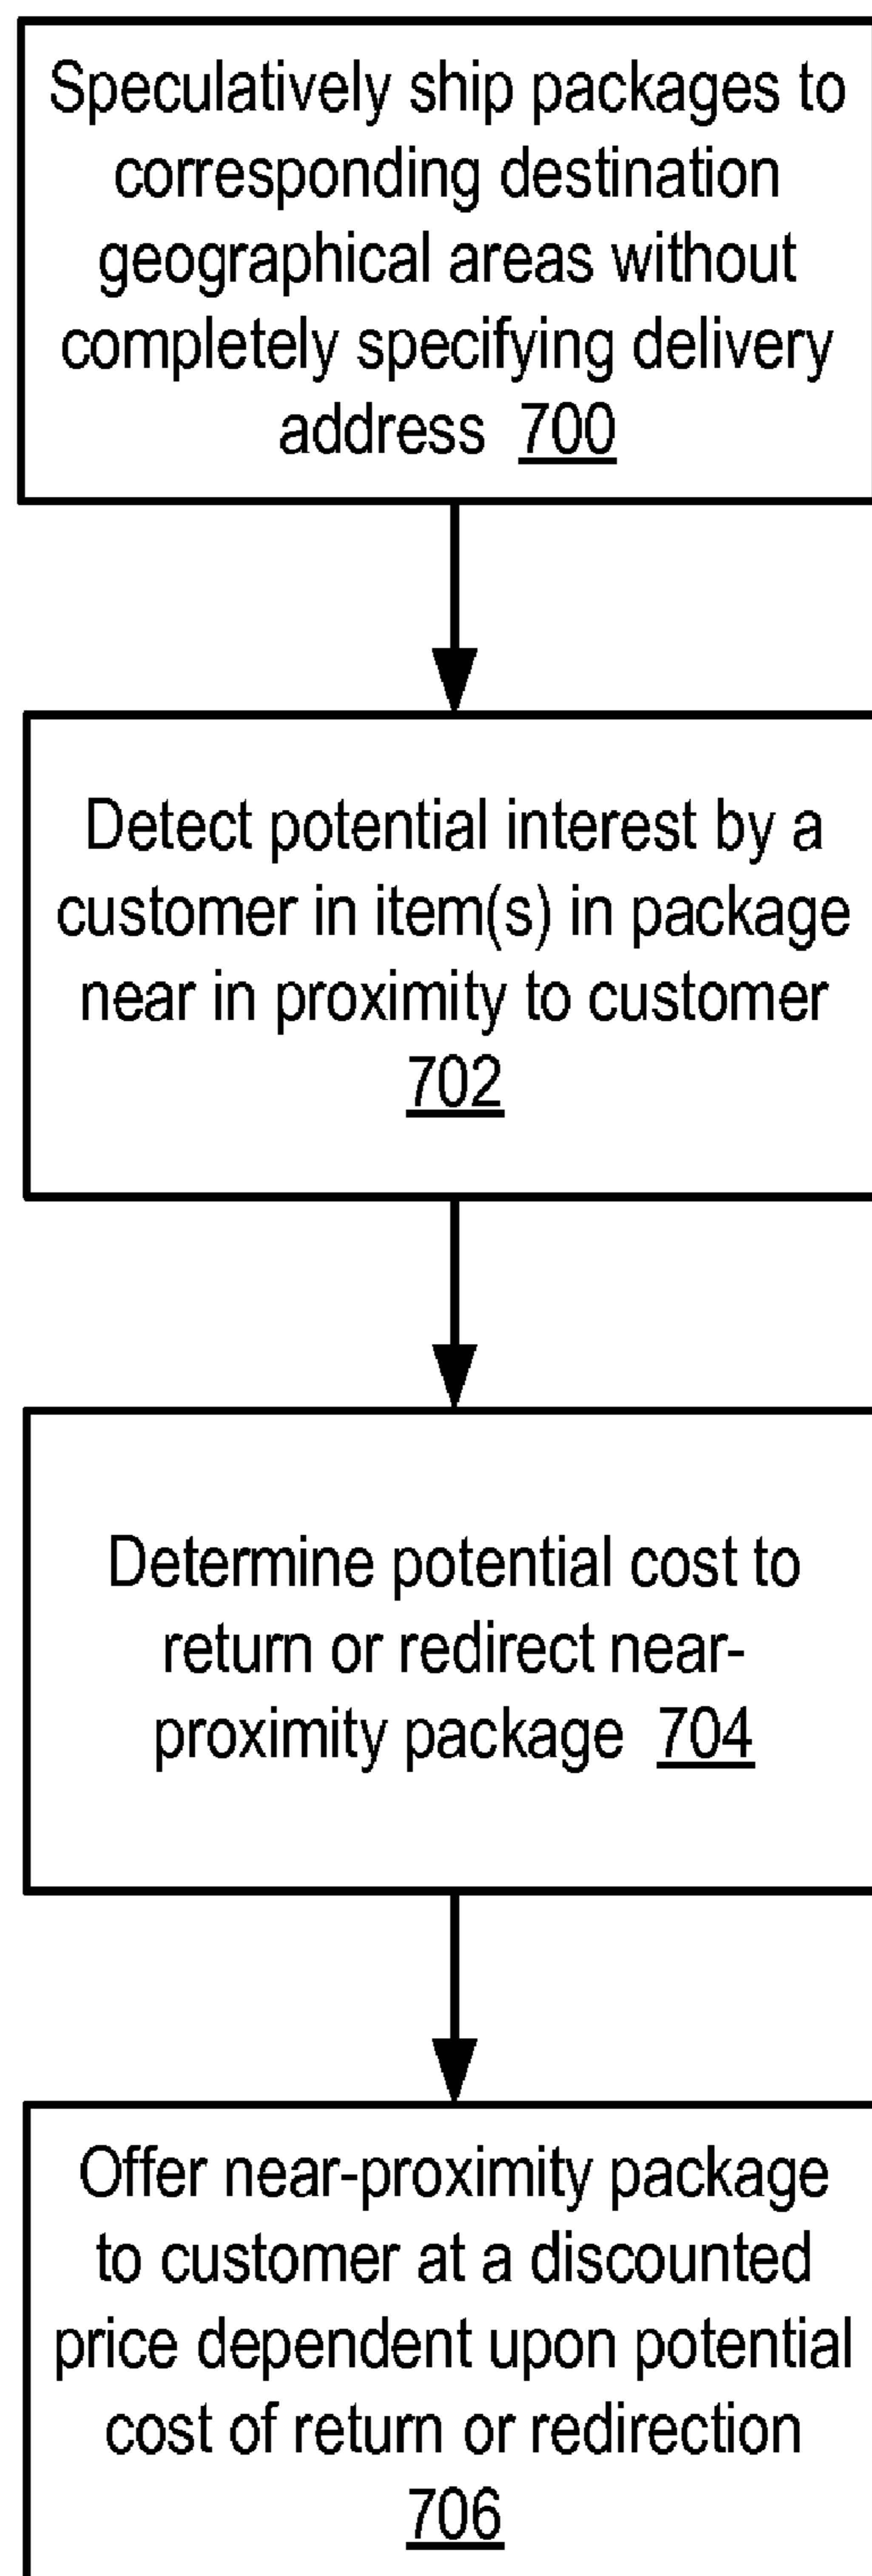 Speculatively ship packages to
corresponding destination
geographical areas without
completely specifying delivery
address 700
Detect potential interest by a
customer in item(s) in package
near in proximity to customer
702
Determine potential cost to
return or redirect near-
proximity package 704
Offer near-proximity package
to customer at a discounted
price dependent upon potential
cost of return or redirection
706